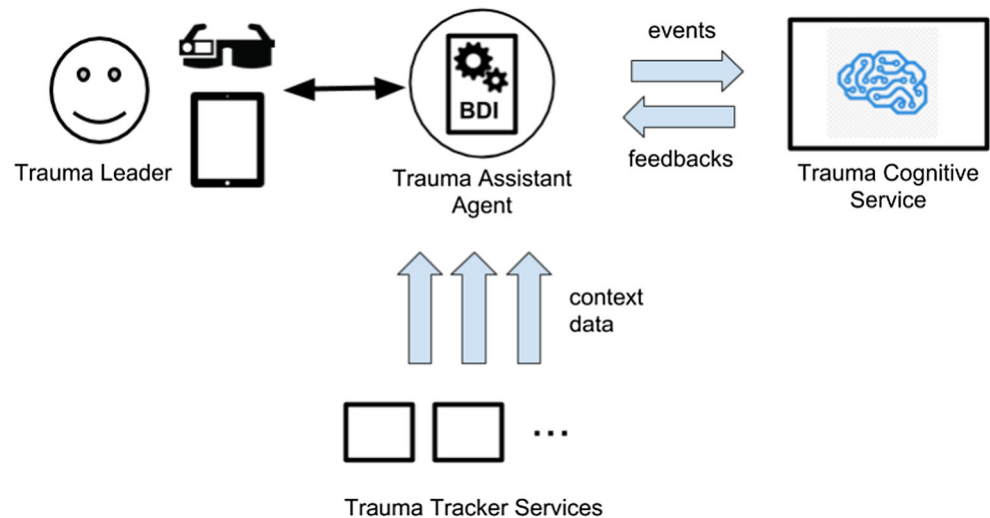 events
BDI
feedbacks
Trauma Leader
Trauma Assistant
Agent
Trauma Cognitive
Service
context
data
...
Trauma Tracker Services